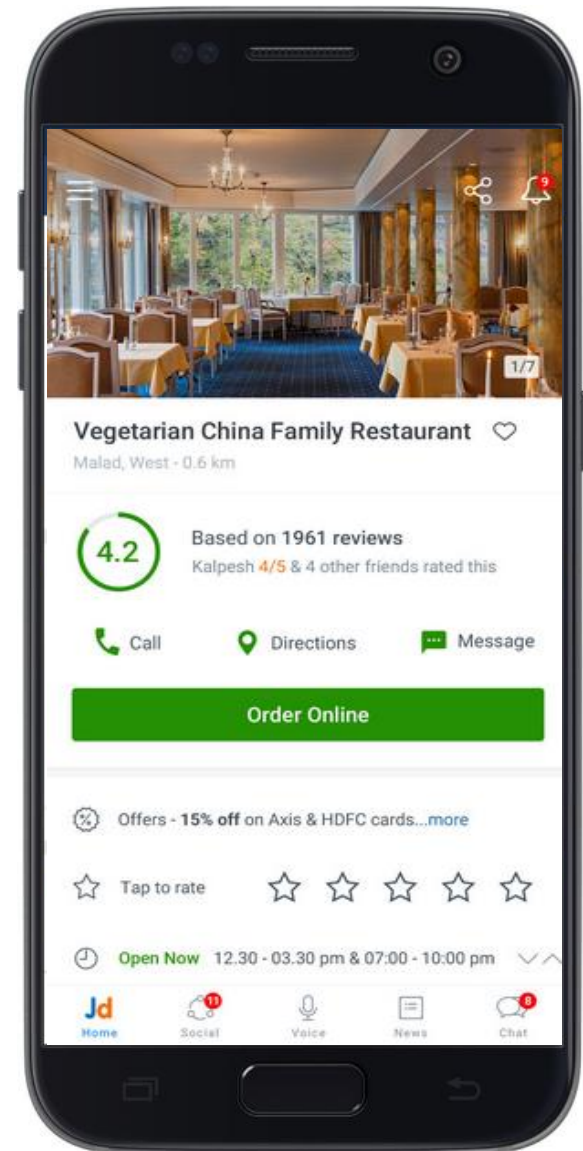 9
1/7
Vegetarian China Family Restaurant
Malad, West - 0.6 km
4.2
Based on 1961 reviews
Kalpesh 4/5 & 4 other friends rated this
Call Directions Message
Order Online
Offers - 15% off on Axis & HDFC cards...more
Tap to rate
Open Now 12.30 - 03.30 pm & 07:00 - 10:00 pm
Jd 11 8
Home Social Voice News Chat